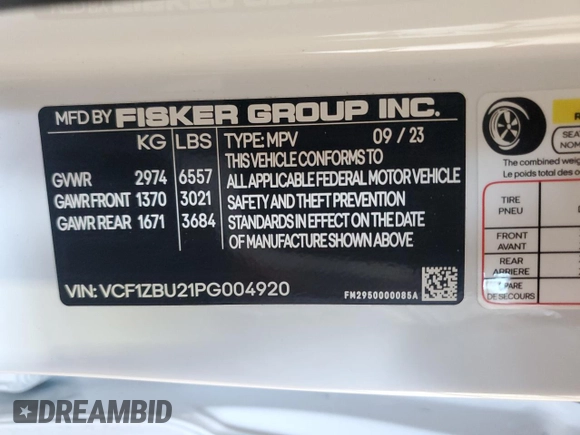 MFD BY FISKER GROUP INC.
KG LBS TYPE: MPV 09 / 23
GVWR 2974 6557
GAWR FRONT 1370 3021
GAWR REAR 1671 3684
THIS VEHICLE CONFORMS TO
ALL APPLICABLE FEDERAL MOTOR VEHICLE
SAFETY AND THEFT PREVENTION
STANDARDS IN EFFECT ON THE DATE
OF MANUFACTURE SHOWN ABOVE
VIN: VCF1ZBU21PG004920
FM2950000085A
The combined
Le poids total des
TIRE
PNEU
FRONT
AVANT
REAR
ARRIERE
SPARE
DE SECOURS
DREAMBID